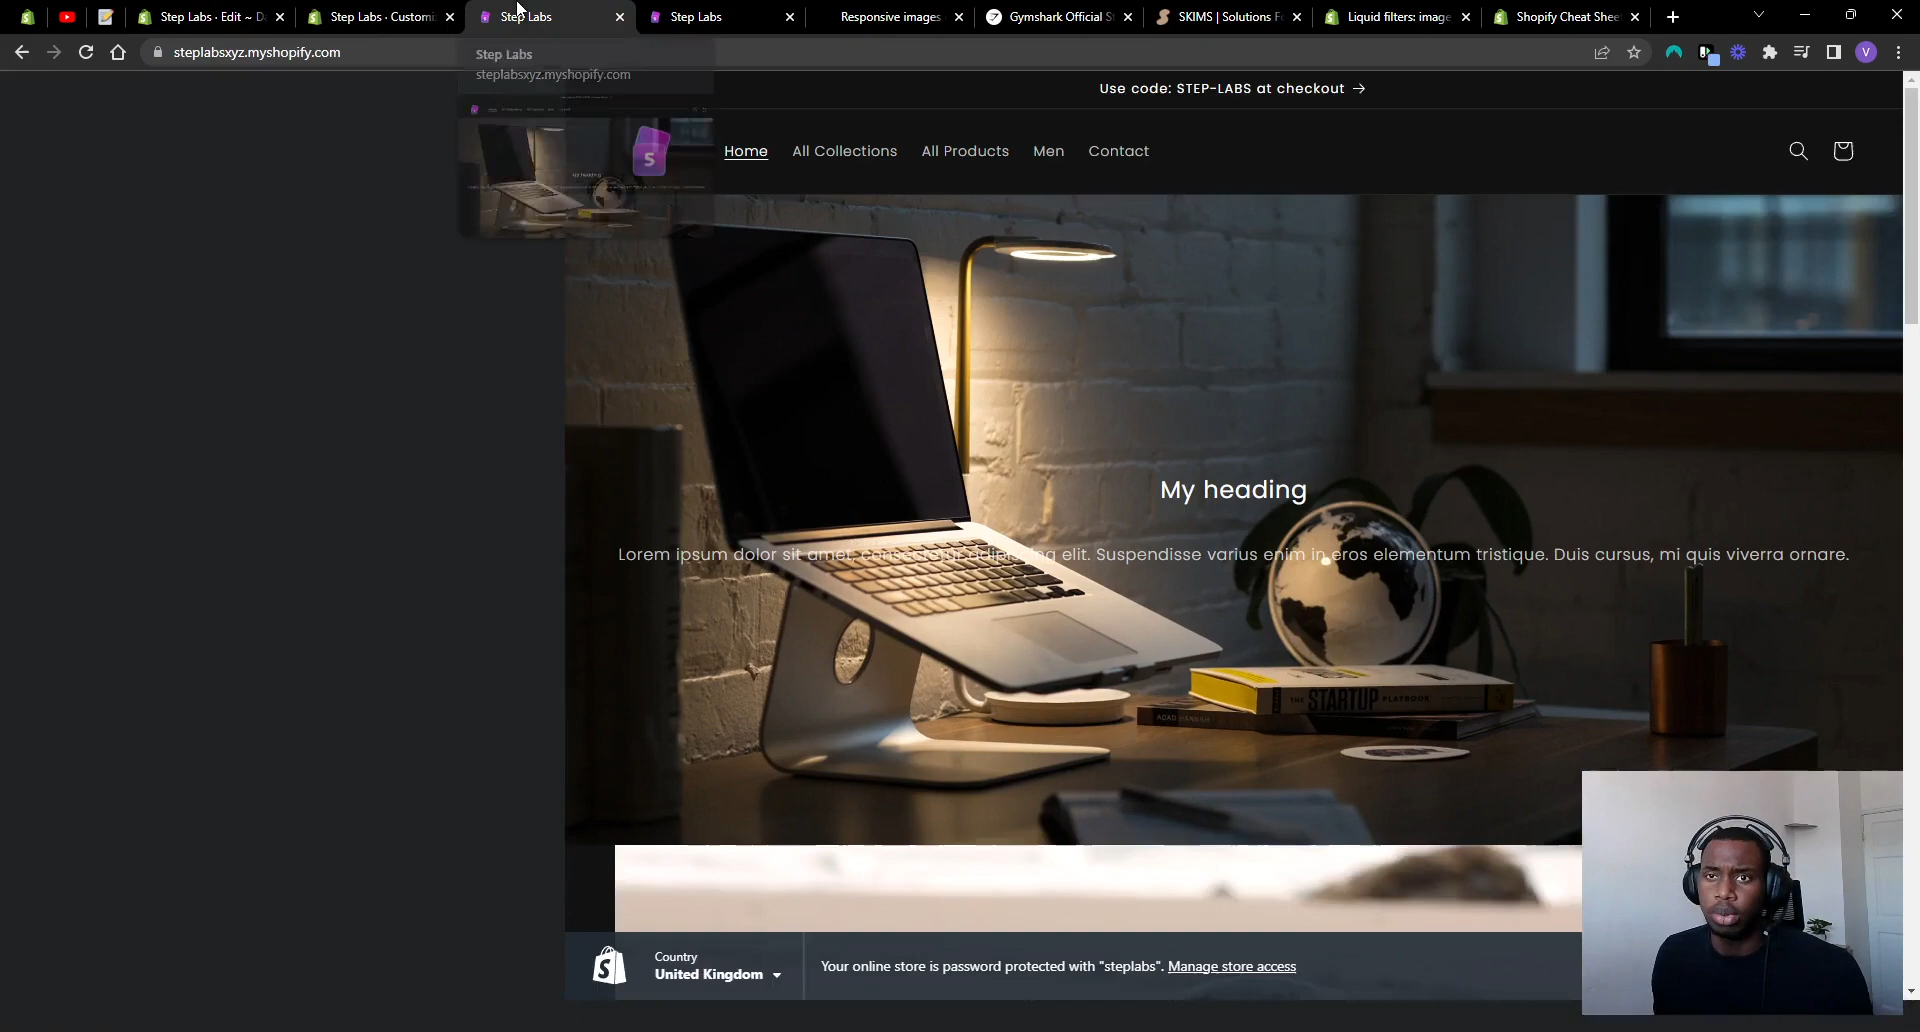 Step Labs · Edit ~ D
Step Labs · Customi
Step Labs
Step Labs
Responsive images
Gymshark Official S
SKIMS | Solutions F
Liquid filters: image
Shopify Cheat Shee
steplabsxyz.myshopify.com
V
Step Labs
steplabsxyz.myshopify.com
Use code: STEP-LABS at checkout →
Home
All Collections
All Products
Men
Contact
S
My heading
Lorem ipsum dolor sit amet, consectetur adipiscing elit. Suspendisse varius enim in eros elementum tristique. Duis cursus, mi quis viverra ornare.
THE STARTUP PLAYBOOK
Country
United Kingdom
Your online store is password protected with "steplabs". Manage store access